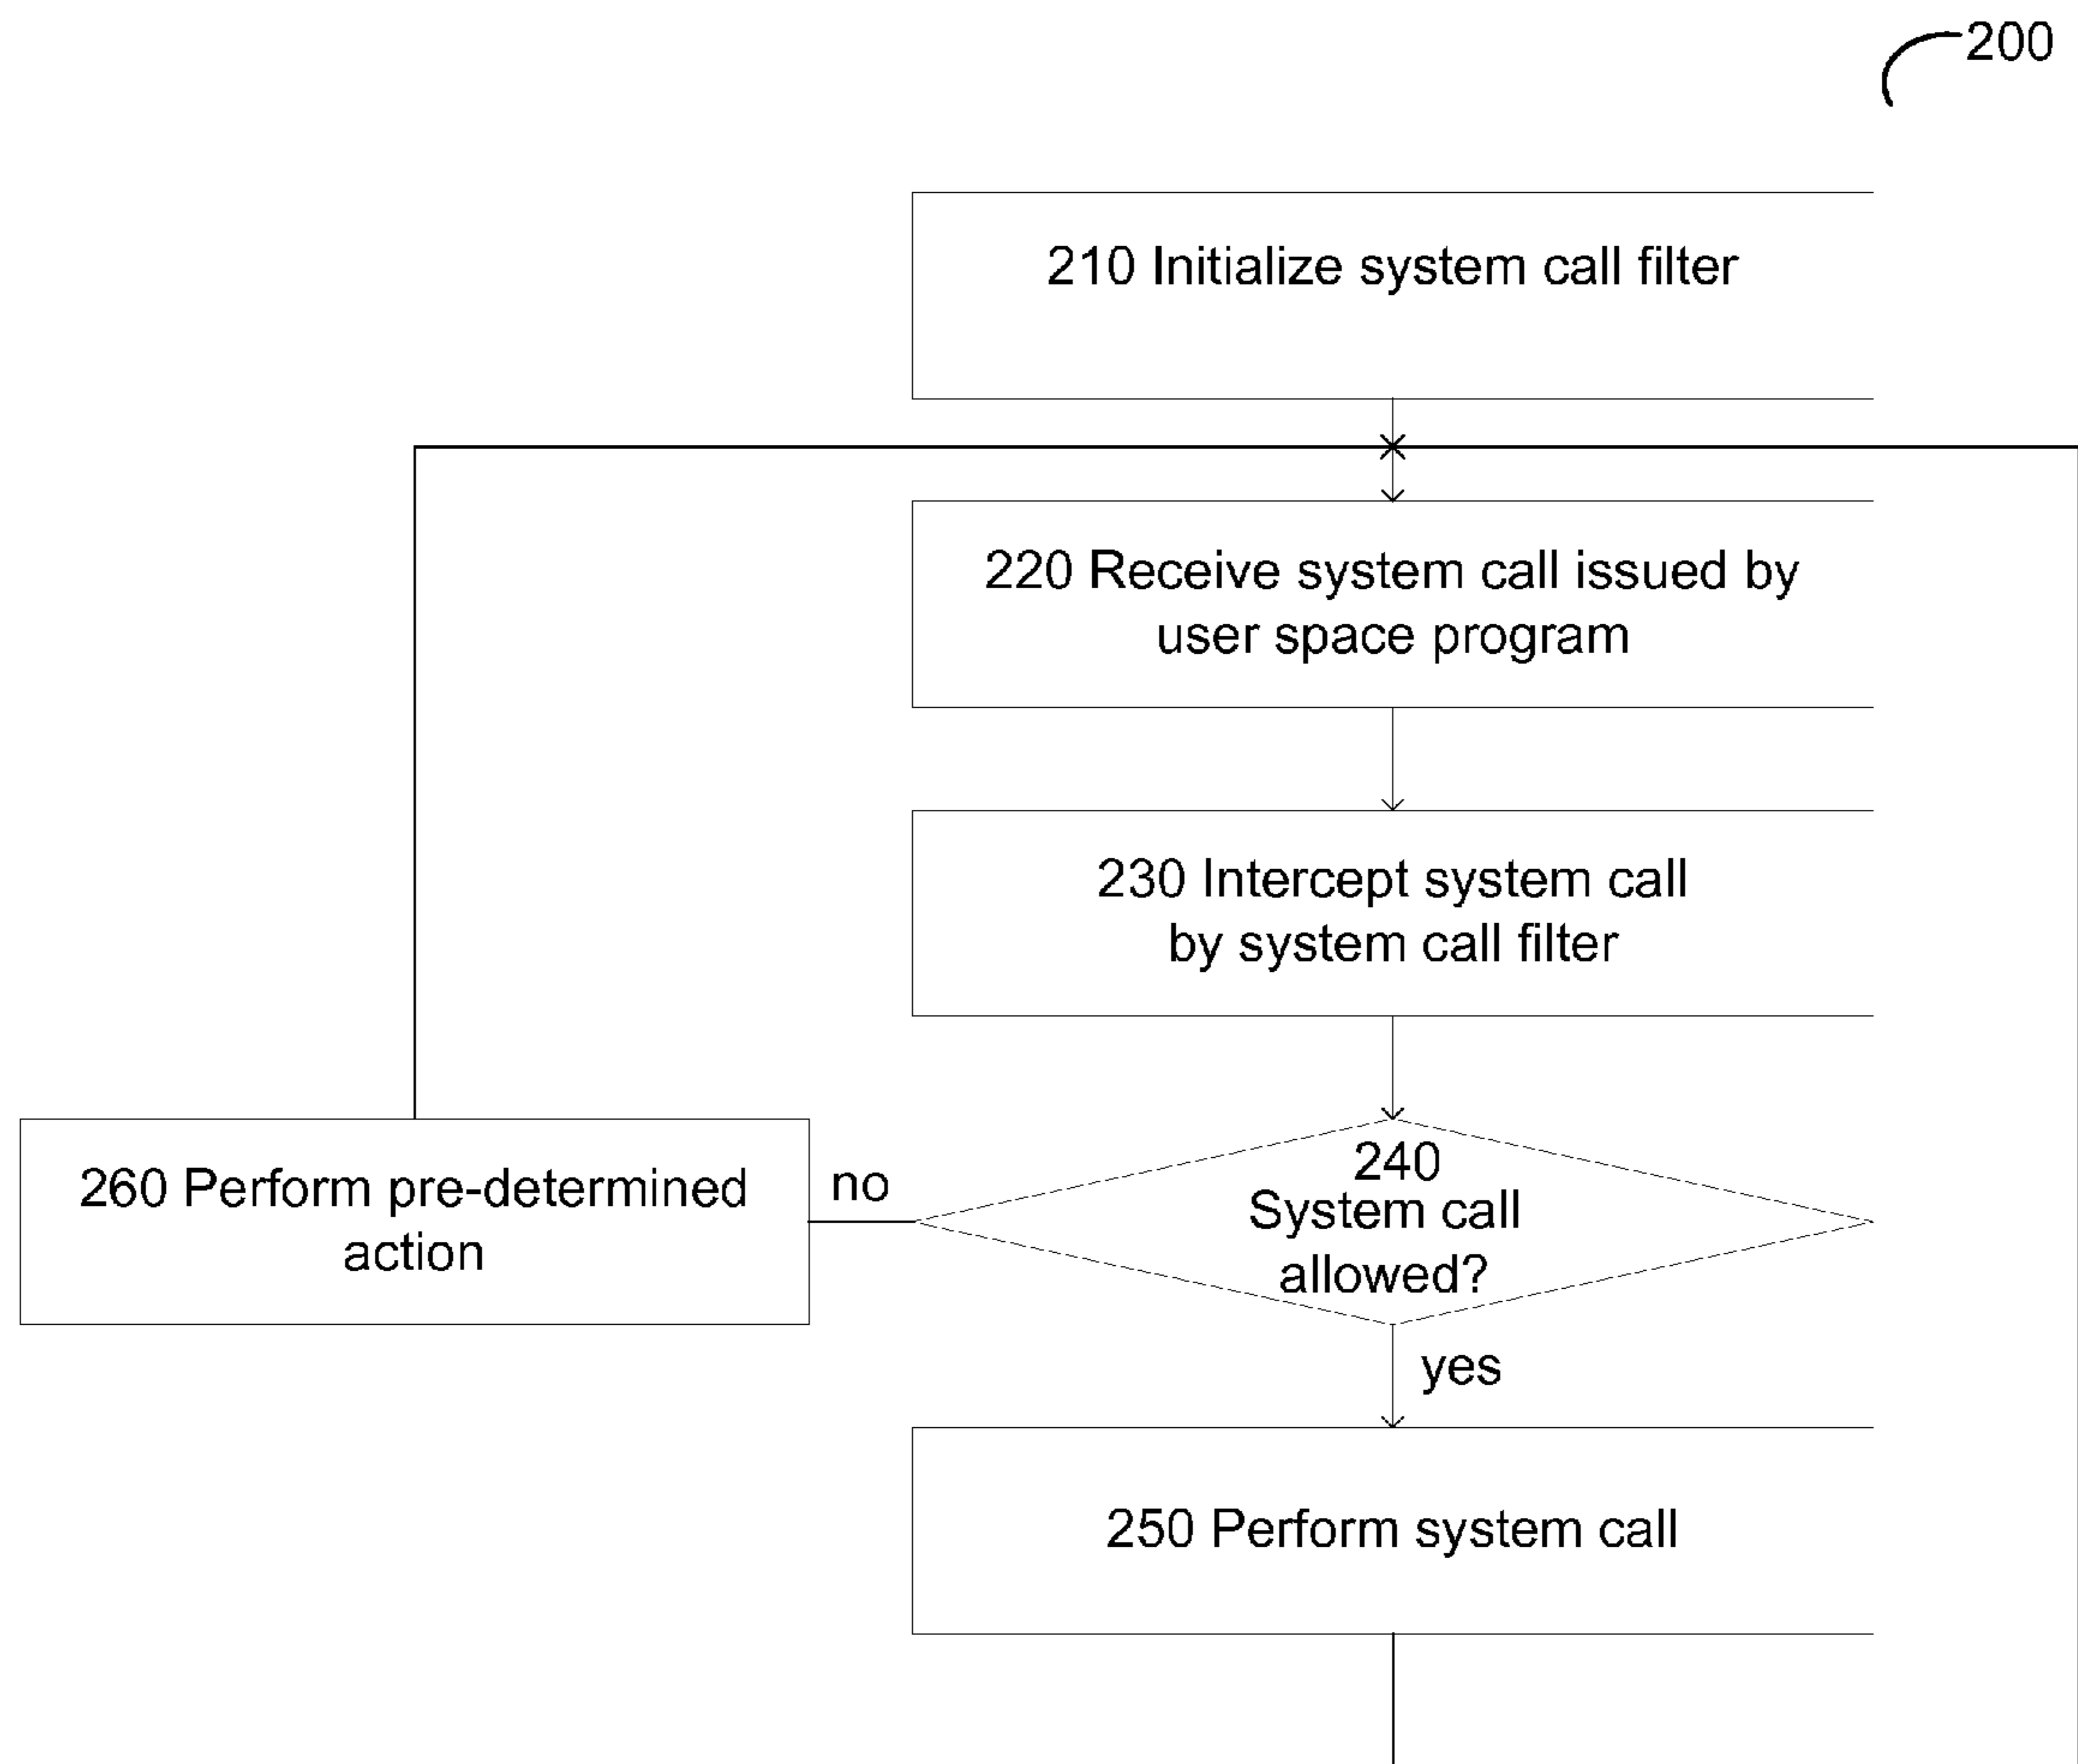 200
210 Initialize system call filter
220 Receive system call issued by
user space program
230 Intercept system call
by system call filter
240
System call
allowed?
no
260 Perform pre-determined
action
yes
250 Perform system call